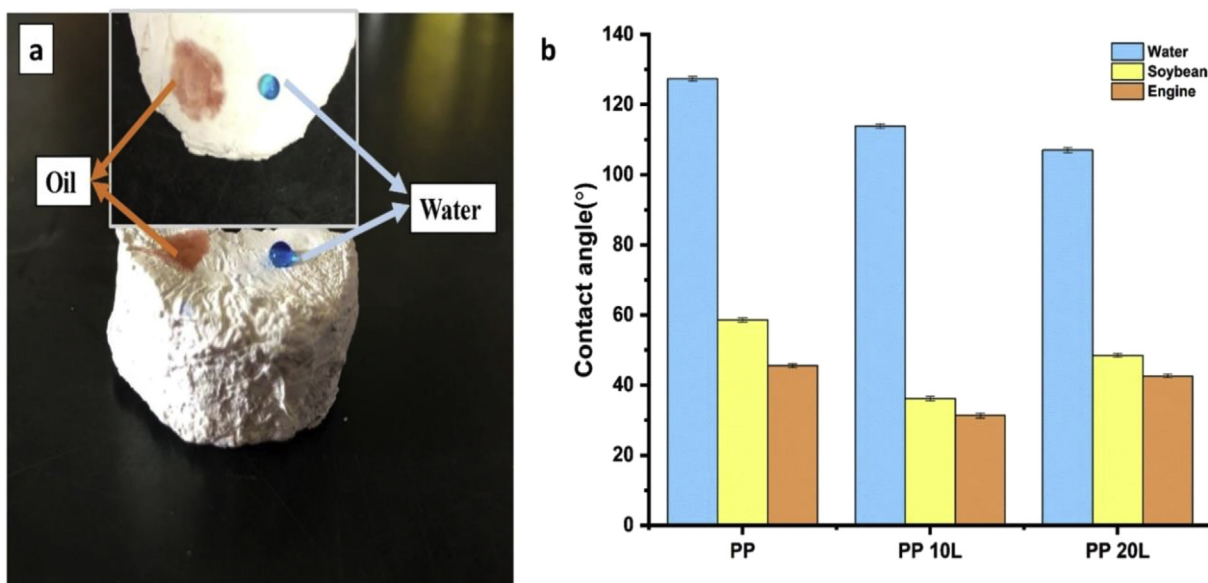 a
Oil
Water
b
140
120
100
80
60
40
20
0
Contact angle(°)
Water
Soybean
Engine
PP
PP 10L
PP 20L